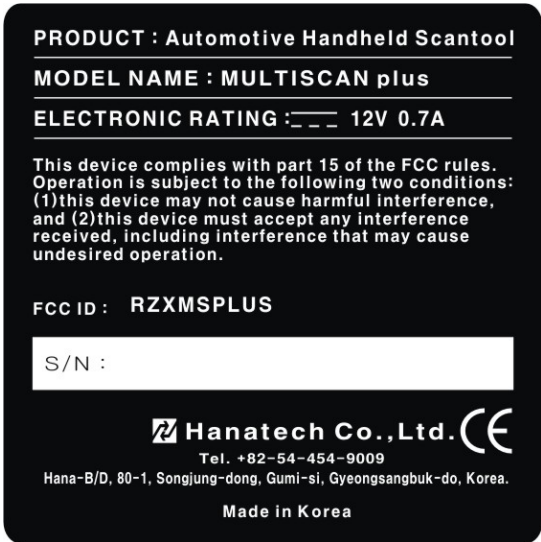 PRODUCT : Automotive Handheld Scantool
MODEL NAME : MULTISCAN plus
ELECTRONIC RATING : 12V 0.7A
This device complies with part 15 of the FCC rules.
Operation is subject to the following two conditions:
(1)this device may not cause harmful interference,
and (2)this device must accept any interference
received, including interference that may cause
undesired operation.
FCC ID : RZXMSPLUS
S/N :
Hanatech Co.,Ltd. CE
Tel. +82-54-454-9009
Hana-B/D, 80-1, Songjung-dong, Gumi-si, Gyeongsangbuk-do, Korea.
Made in Korea